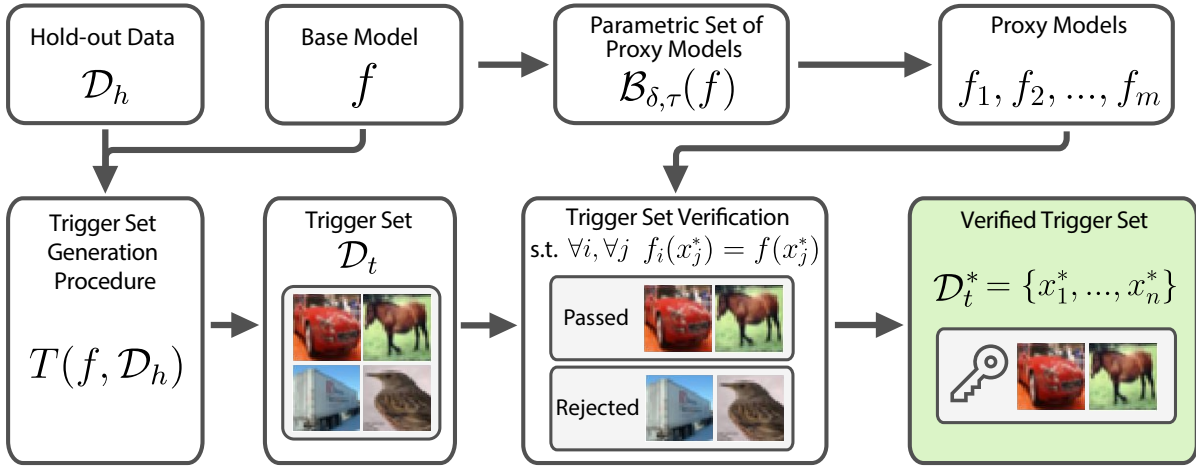 Hold-out Data
𝒟_h
Base Model
f
Parametric Set of
Proxy Models
ℬ_{δ,τ}(f)
Proxy Models
f_1, f_2, ..., f_m
Trigger Set
Generation
Procedure
T(f, 𝒟_h)
Trigger Set
𝒟_t
Trigger Set Verification
s.t. ∀i, ∀j f_i(x_j^*) = f(x_j^*)
Passed
Rejected
Verified Trigger Set
𝒟_t^* = {x_1^*, ..., x_n^*}